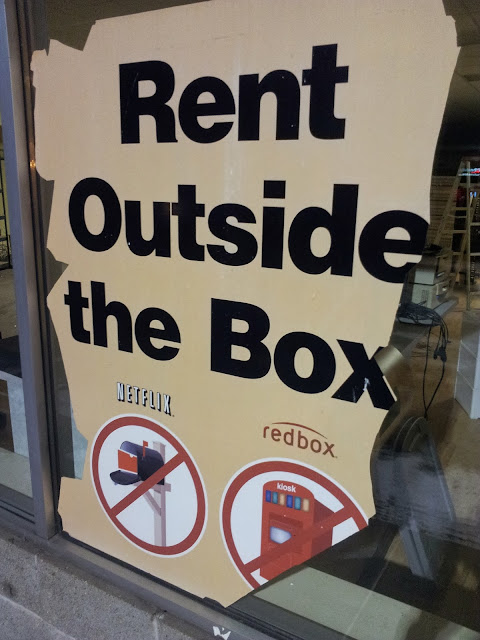 Rent
Outside
the Box
NETFLIX
redbox
kiosk